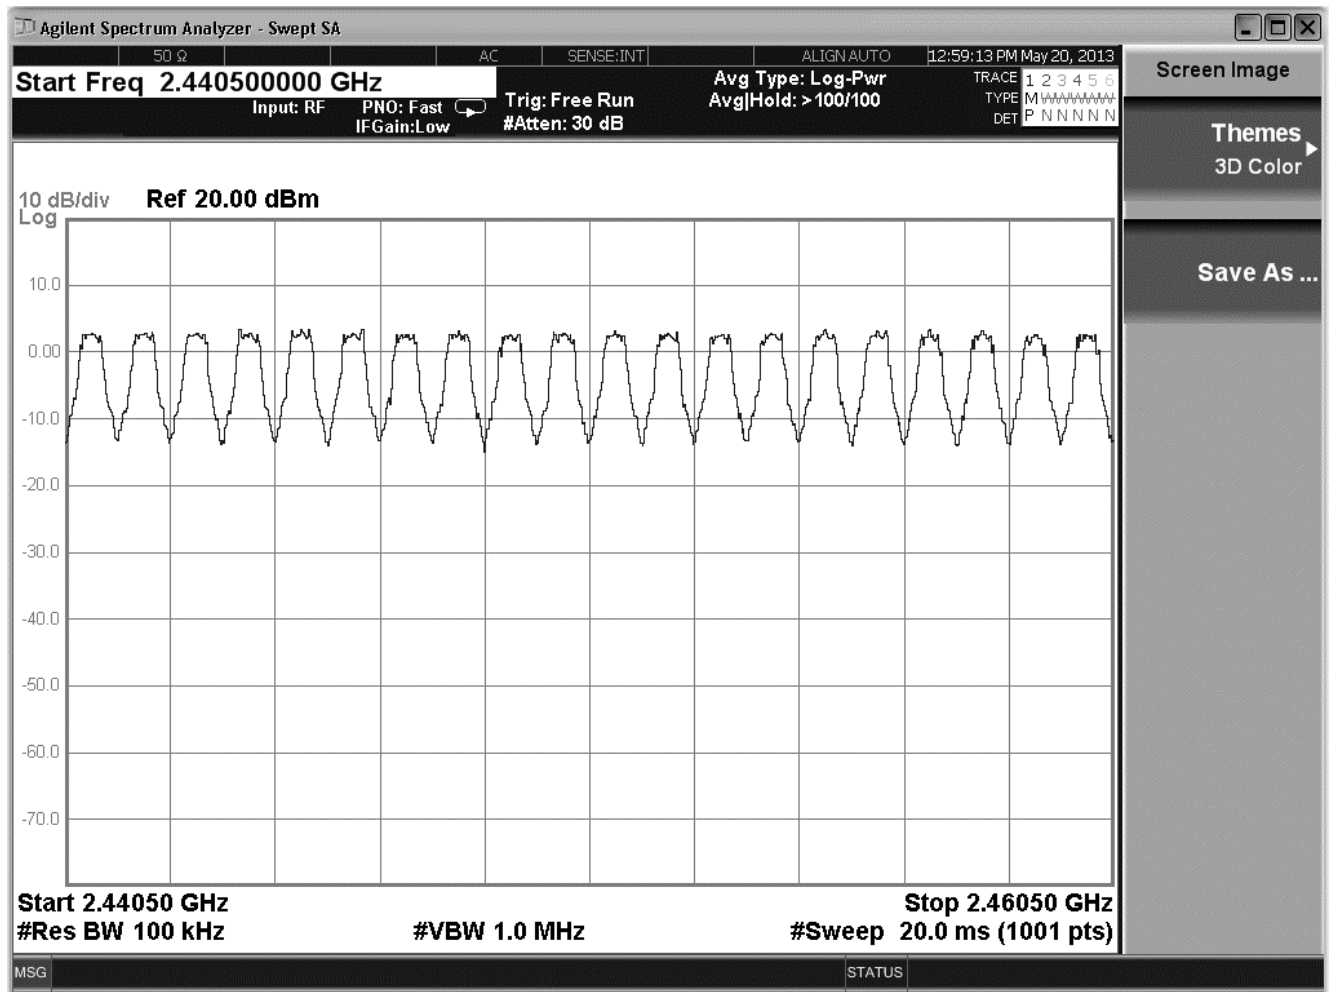 Agilent Spectrum Analyzer - Swept SA
50 Ω AC SENSE:INT ALIGN AUTO 12:59:13 PM May 20, 2013
Start Freq 2.440500000 GHz
Input: RF
PNO: Fast
IFGain:Low
Trig: Free Run
#Atten: 30 dB
Avg Type: Log-Pwr
Avg|Hold: >100/100
TRACE 1 2 3 4 5 6
TYPE M WWWWW
DET P N N N N N
Screen Image
Themes
3D Color
Save As ...
10 dB/div
Log
Ref 20.00 dBm
10.0
0.00
-10.0
-20.0
-30.0
-40.0
-50.0
-60.0
-70.0
Start 2.44050 GHz
Stop 2.46050 GHz
#Res BW 100 kHz
#VBW 1.0 MHz
#Sweep 20.0 ms (1001 pts)
MSG
STATUS